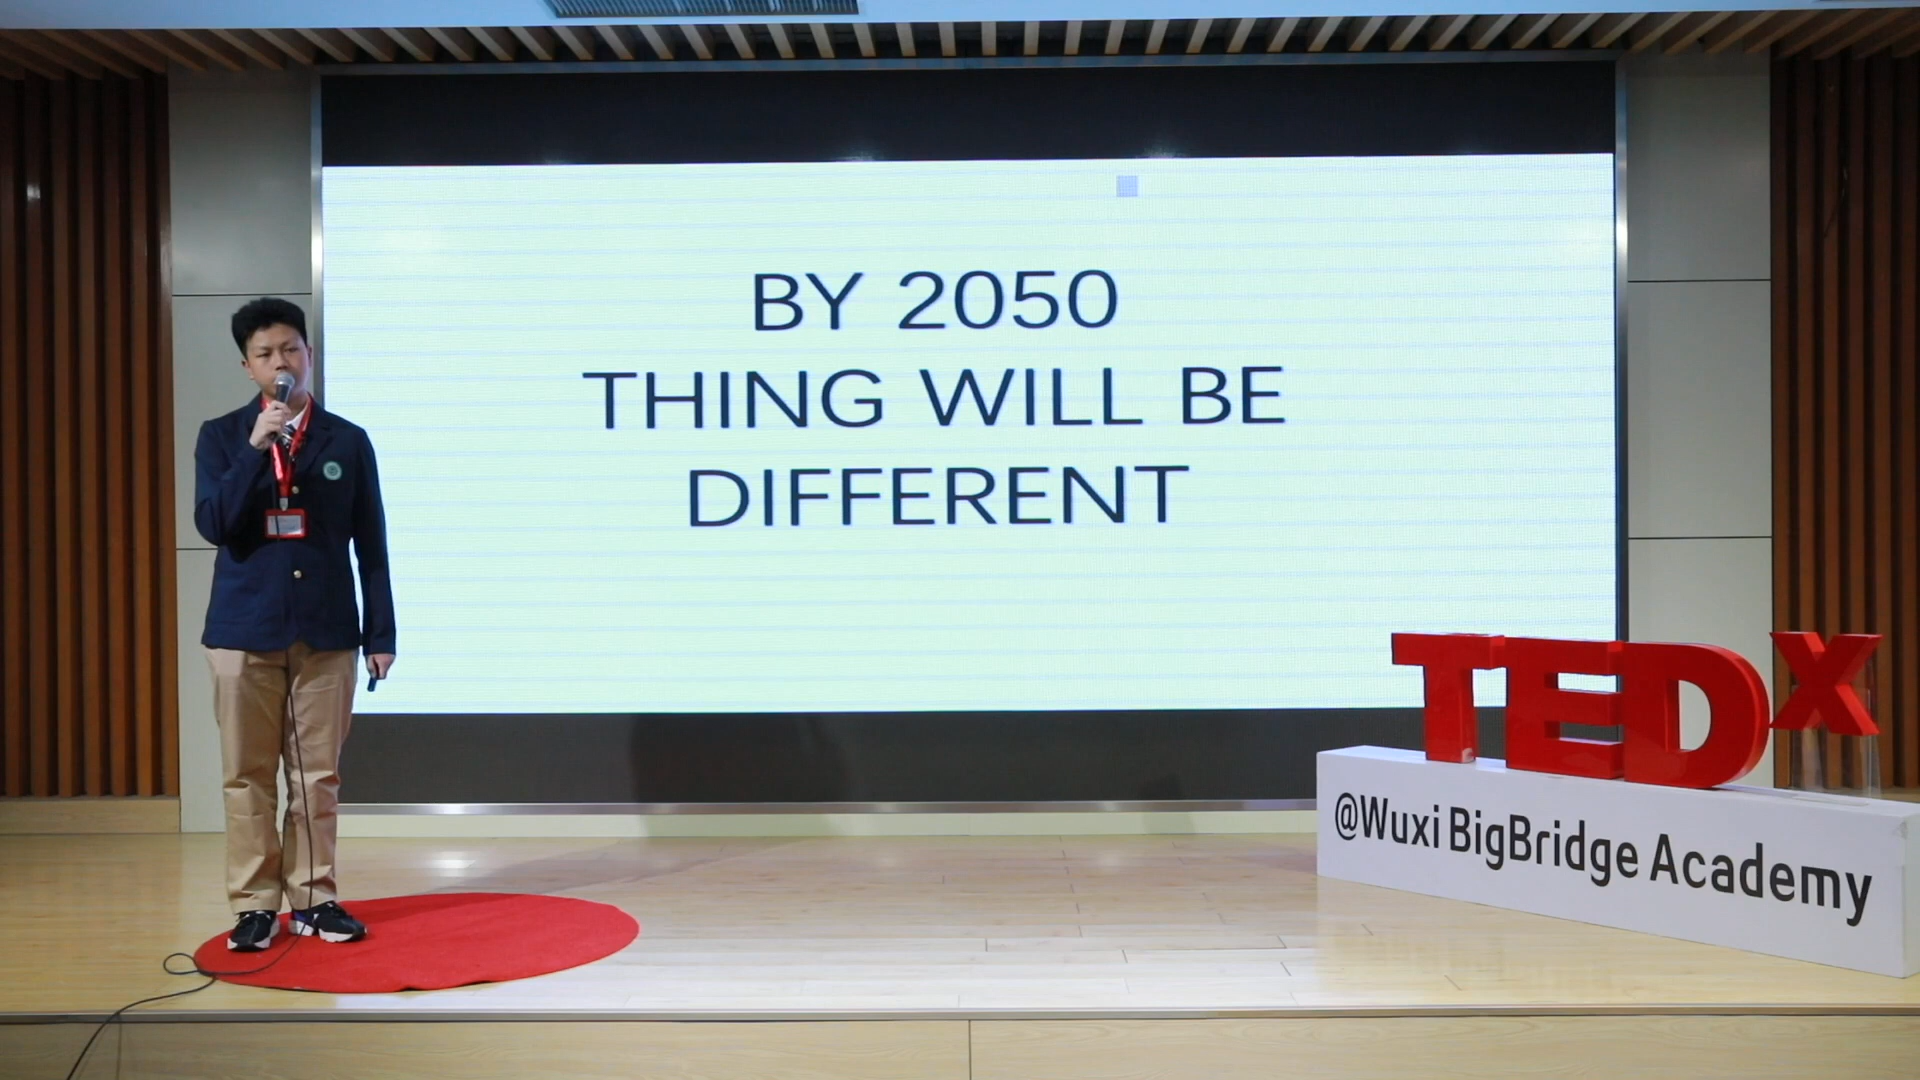 BY 2050
THING WILL BE
DIFFERENT
TEDx
@Wuxi BigBridge Academy